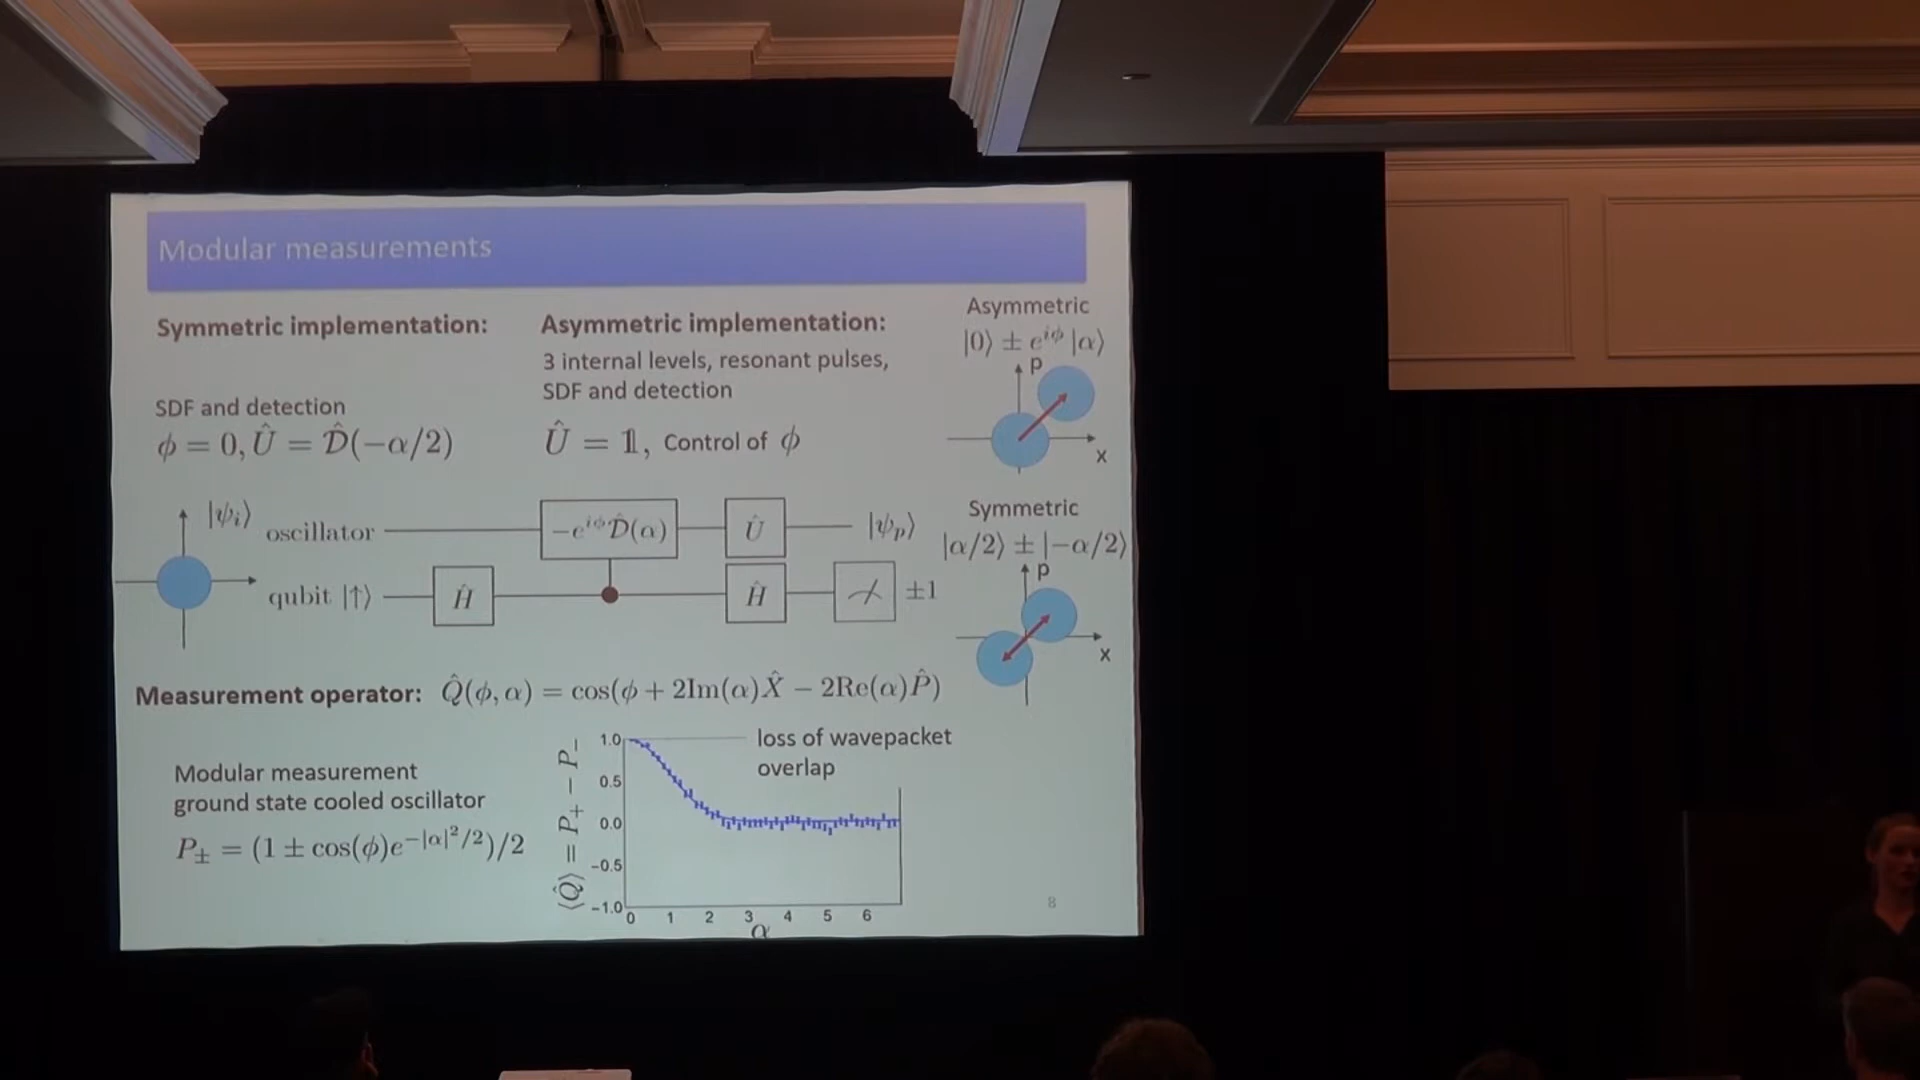 Modular measurements
Symmetric implementation:
SDF and detection
ϕ = 0, Û = D̂(−α/2)
Asymmetric implementation:
3 internal levels, resonant pulses,
SDF and detection
Û = 𝟙, Control of ϕ
Asymmetric
|0⟩ ± e^{iϕ} |α⟩
P
x
|ψ_i⟩
oscillator
−e^{iϕ}D̂(α)
Û
|ψ_p⟩
qubit |↑⟩
Ĥ
Ĥ
±1
Symmetric
|α/2⟩ ± |−α/2⟩
P
x
Measurement operator: Q̂(ϕ, α) = cos(ϕ + 2Im(α)X̂ − 2Re(α)P̂)
Modular measurement
ground state cooled oscillator
P_± = (1 ± cos(ϕ)e^{−|α|²/2})/2
⟨Q̂⟩ = P_+ − P_−
1.0
0.5
0.0
−0.5
−1.0
0 1 2 3 4 5 6
α
loss of wavepacket
overlap
8